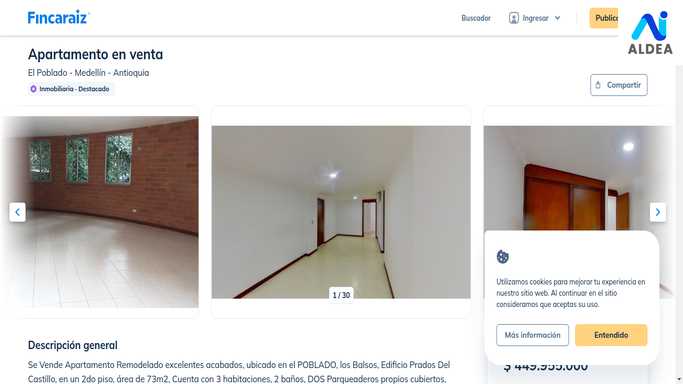 Fincaraiz
Buscador
Ingresar
Public
ALDEA
Apartamento en venta
El Poblado - Medellín - Antioquia
Inmobiliaria - Destacado
Compartir
1 / 30
Utilizamos cookies para mejorar tu experiencia en
nuestro sitio web. Al continuar en el sitio
consideramos que aceptas su uso.
Más información
Entendido
Descripción general
$ 449.955.000
Se Vende Apartamento Remodelado excelentes acabados, ubicado en el POBLADO, los Balsos, Edificio Prados Del
Castillo, en un 2do piso, área de 73m2, Cuenta con 3 habitaciones, 2 baños, DOS Parqueaderos propios cubiertos,